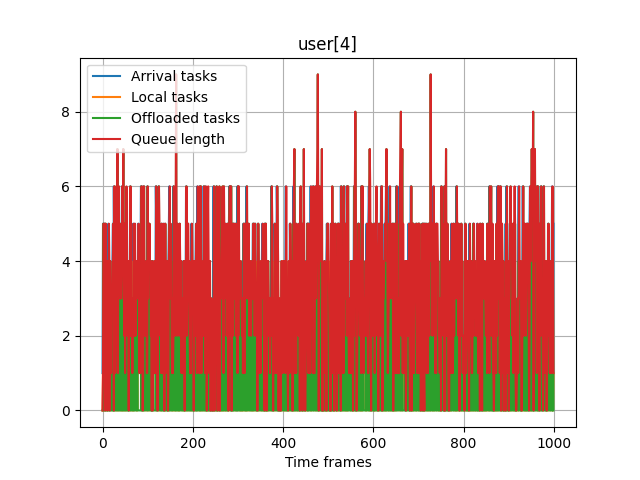 user[4]
Arrival tasks
Local tasks
Offloaded tasks
Queue length
8
6
4
2
0
0 200 400 600 800 1000
Time frames